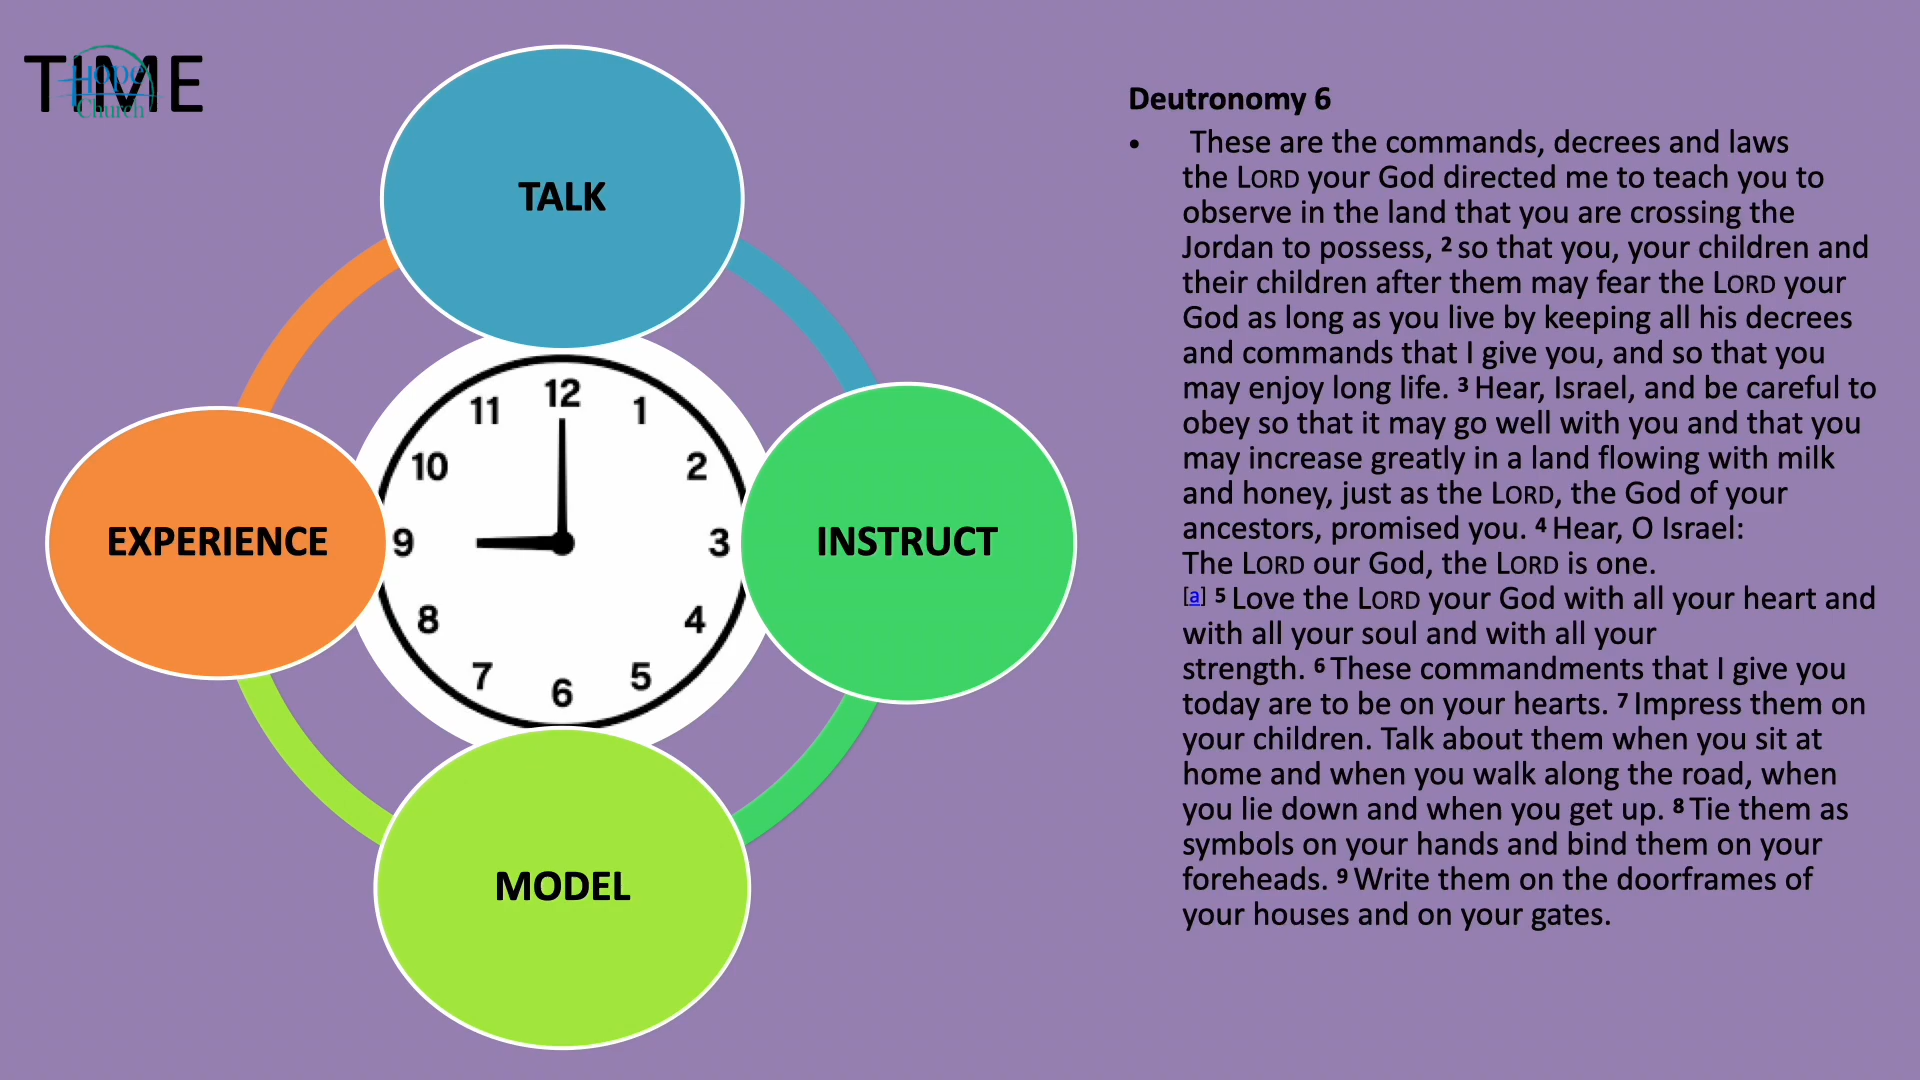 TIME
Hope
Church
TALK
EXPERIENCE
INSTRUCT
MODEL
12
11
1
10
2
9
3
8
4
7
5
6
Deutronomy 6
• These are the commands, decrees and laws
the LORD your God directed me to teach you to
observe in the land that you are crossing the
Jordan to possess, 2 so that you, your children and
their children after them may fear the LORD your
God as long as you live by keeping all his decrees
and commands that I give you, and so that you
may enjoy long life. 3 Hear, Israel, and be careful to
obey so that it may go well with you and that you
may increase greatly in a land flowing with milk
and honey, just as the LORD, the God of your
ancestors, promised you. 4 Hear, O Israel:
The LORD our God, the LORD is one.
[a] 5 Love the LORD your God with all your heart and
with all your soul and with all your
strength. 6 These commandments that I give you
today are to be on your hearts. 7 Impress them on
your children. Talk about them when you sit at
home and when you walk along the road, when
you lie down and when you get up. 8 Tie them as
symbols on your hands and bind them on your
foreheads. 9 Write them on the doorframes of
your houses and on your gates.